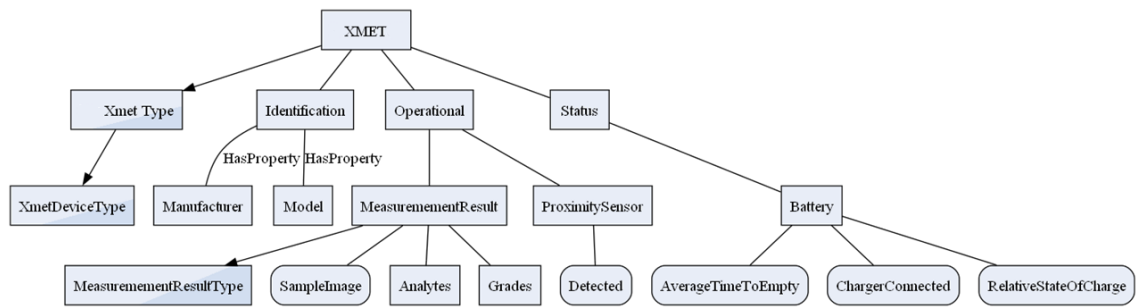 XMET
Xmet Type
Identification
Operational
Status
HasProperty
HasProperty
XmetDeviceType
Manufacturer
Model
MeasurementResult
ProximitySensor
Battery
MeasuremementResultType
SampleImage
Analytes
Grades
Detected
AverageTimeToEmpty
ChargerConnected
RelativeStateOfCharge